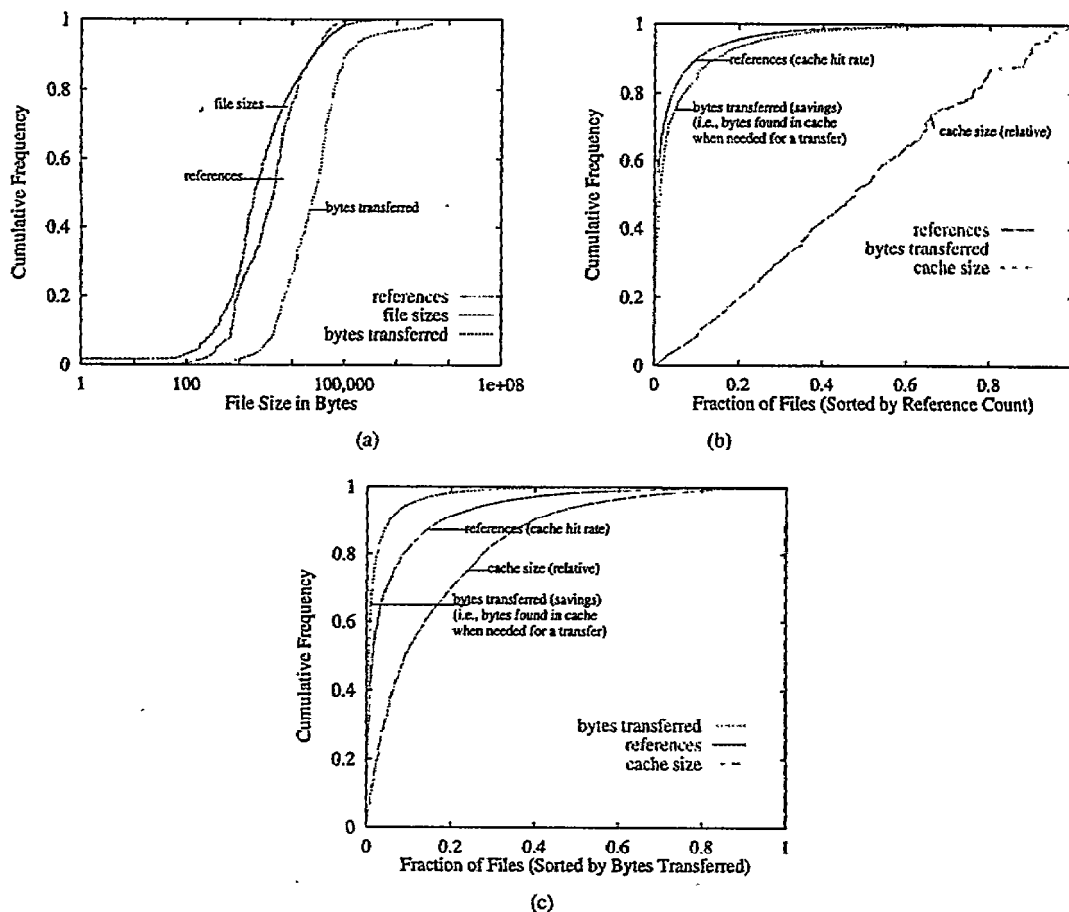 1
0.8
0.6
0.4
0.2
0
Cumulative Frequency
file sizes
references
bytes transferred
references
file sizes
bytes transferred
1
100
100,000
1e+08
File Size in Bytes
(a)
1
0.8
0.6
0.4
0.2
0
Cumulative Frequency
references (cache hit rate)
bytes transferred (savings)
(i.e., bytes found in cache
when needed for a transfer)
cache size (relative)
references
bytes transferred
cache size
0
0.2
0.4
0.6
0.8
Fraction of Files (Sorted by Reference Count)
(b)
1
0.8
0.6
0.4
0.2
0
Cumulative Frequency
references (cache hit rate)
cache size (relative)
bytes transferred (savings)
(i.e., bytes found in cache
when needed for a transfer)
bytes transferred
references
cache size
0
0.2
0.4
0.6
0.8
1
Fraction of Files (Sorted by Bytes Transferred)
(c)